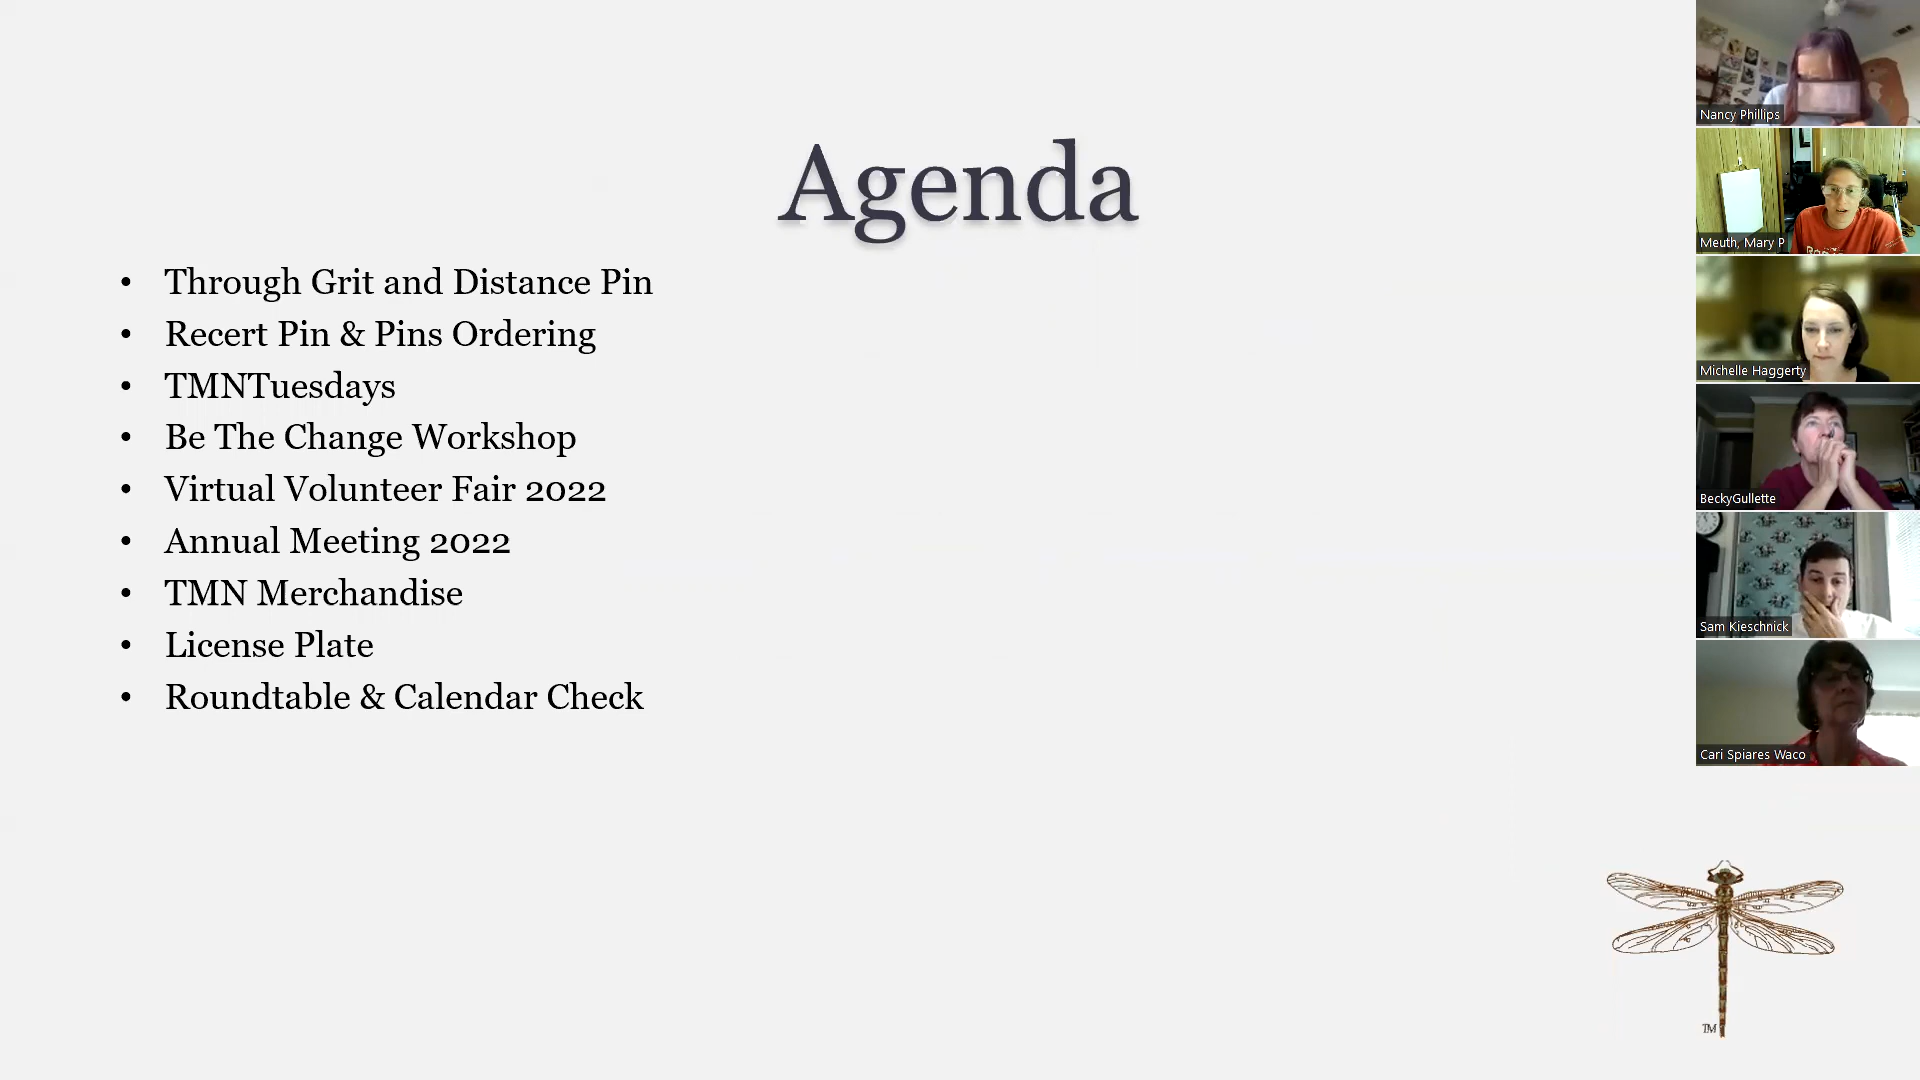 Agenda
• Through Grit and Distance Pin
• Recert Pin & Pins Ordering
• TMNTuesdays
• Be The Change Workshop
• Virtual Volunteer Fair 2022
• Annual Meeting 2022
• TMN Merchandise
• License Plate
• Roundtable & Calendar Check
Nancy Phillips
Meuth, Mary P
Michelle Haggerty
BeckyGullette
Sam Kieschnick
Cari Spiares Waco
TM